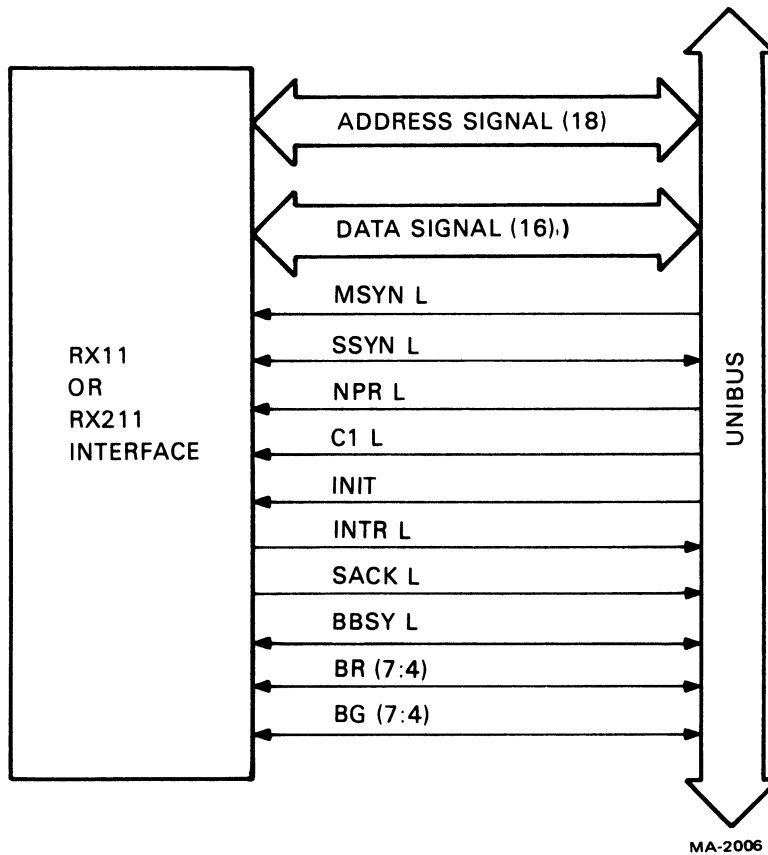 ADDRESS SIGNAL (18)
DATA SIGNAL (16),)
MSYN L
SSYN L
NPR L
C1 L
INIT
INTR L
SACK L
BBSY L
BR (7:4)
BG (7:4)
RX11
OR
RX211
INTERFACE
UNIBUS
MA-2006